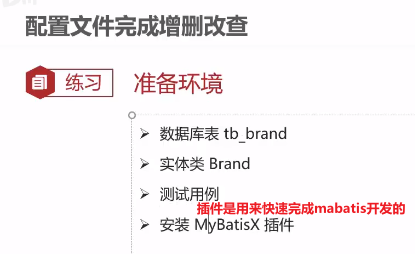 配置文件完成增删改查
练习
准备环境
➢ 数据库表 tb_brand
➢ 实体类 Brand
➢ 测试用例
插件是用来快速完成mabatis开发的
➢ 安装 MyBatisX 插件